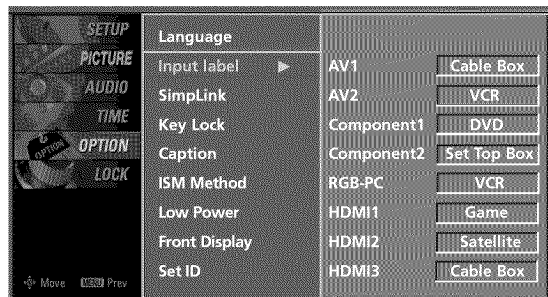 SETUP
PICTURE
AUDIO
TIME
OPTION
OPTION
LOCK
Move MENU Prev
Language
Input label ▶
SimpLink
Key Lock
Caption
ISM Method
Low Power
Front Display
Set ID
AV1 Cable Box
AV2 VCR
Component1 DVD
Component2 Set Top Box
RGB-PC VCR
HDMI1 Game
HDMI2 Satellite
HDMI3 Cable Box